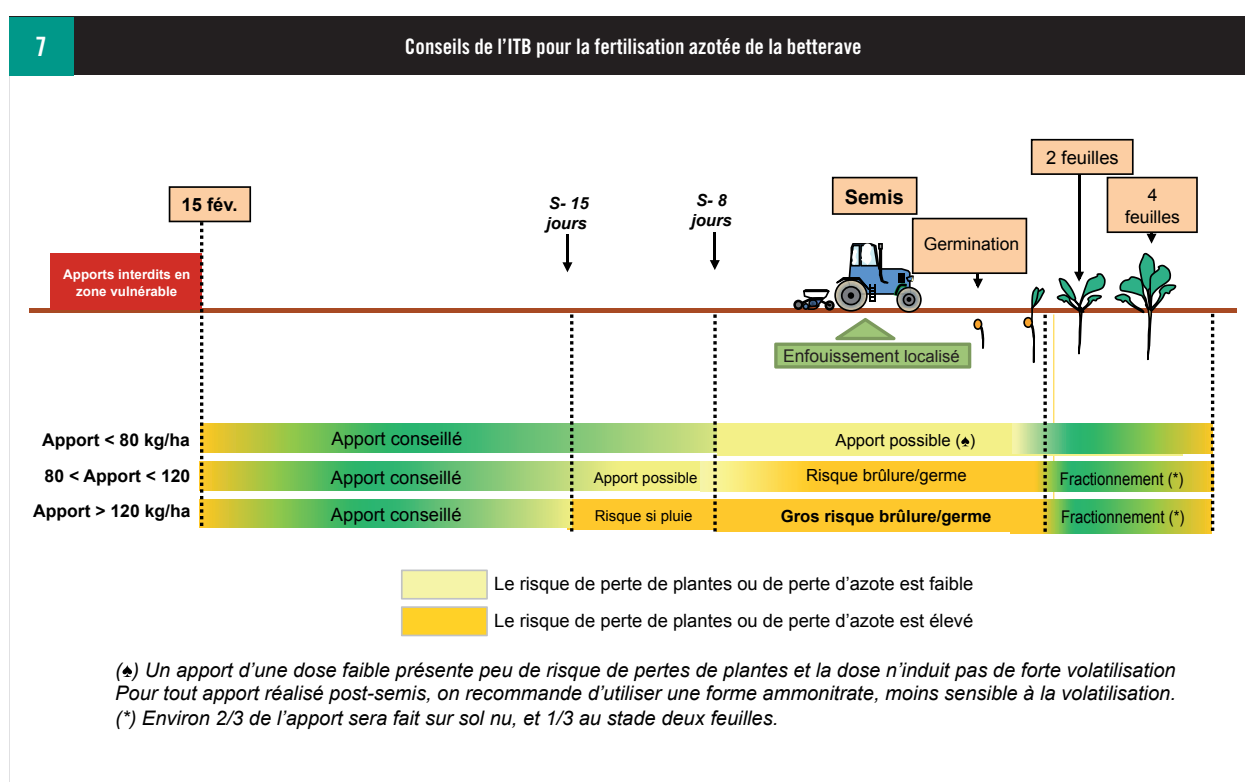 7
Conseils de l’ITB pour la fertilisation azotée de la betterave
2 feuilles
15 fév.
S- 15
jours
S- 8
jours
Semis
4
feuilles
Germination
Apports interdits en
zone vulnérable
Enfouissement localisé
Apport < 80 kg/ha
Apport conseillé
Apport possible (♠)
80 < Apport < 120
Apport conseillé
Apport possible
Risque brûlure/germe
Fractionnement (*)
Apport > 120 kg/ha
Apport conseillé
Risque si pluie
Gros risque brûlure/germe
Fractionnement (*)
Le risque de perte de plantes ou de perte d’azote est faible
Le risque de perte de plantes ou de perte d’azote est élevé
(♠) Un apport d’une dose faible présente peu de risque de pertes de plantes et la dose n’induit pas de forte volatilisation
Pour tout apport réalisé post-semis, on recommande d’utiliser une forme ammonitrate, moins sensible à la volatilisation.
(*) Environ 2/3 de l’apport sera fait sur sol nu, et 1/3 au stade deux feuilles.